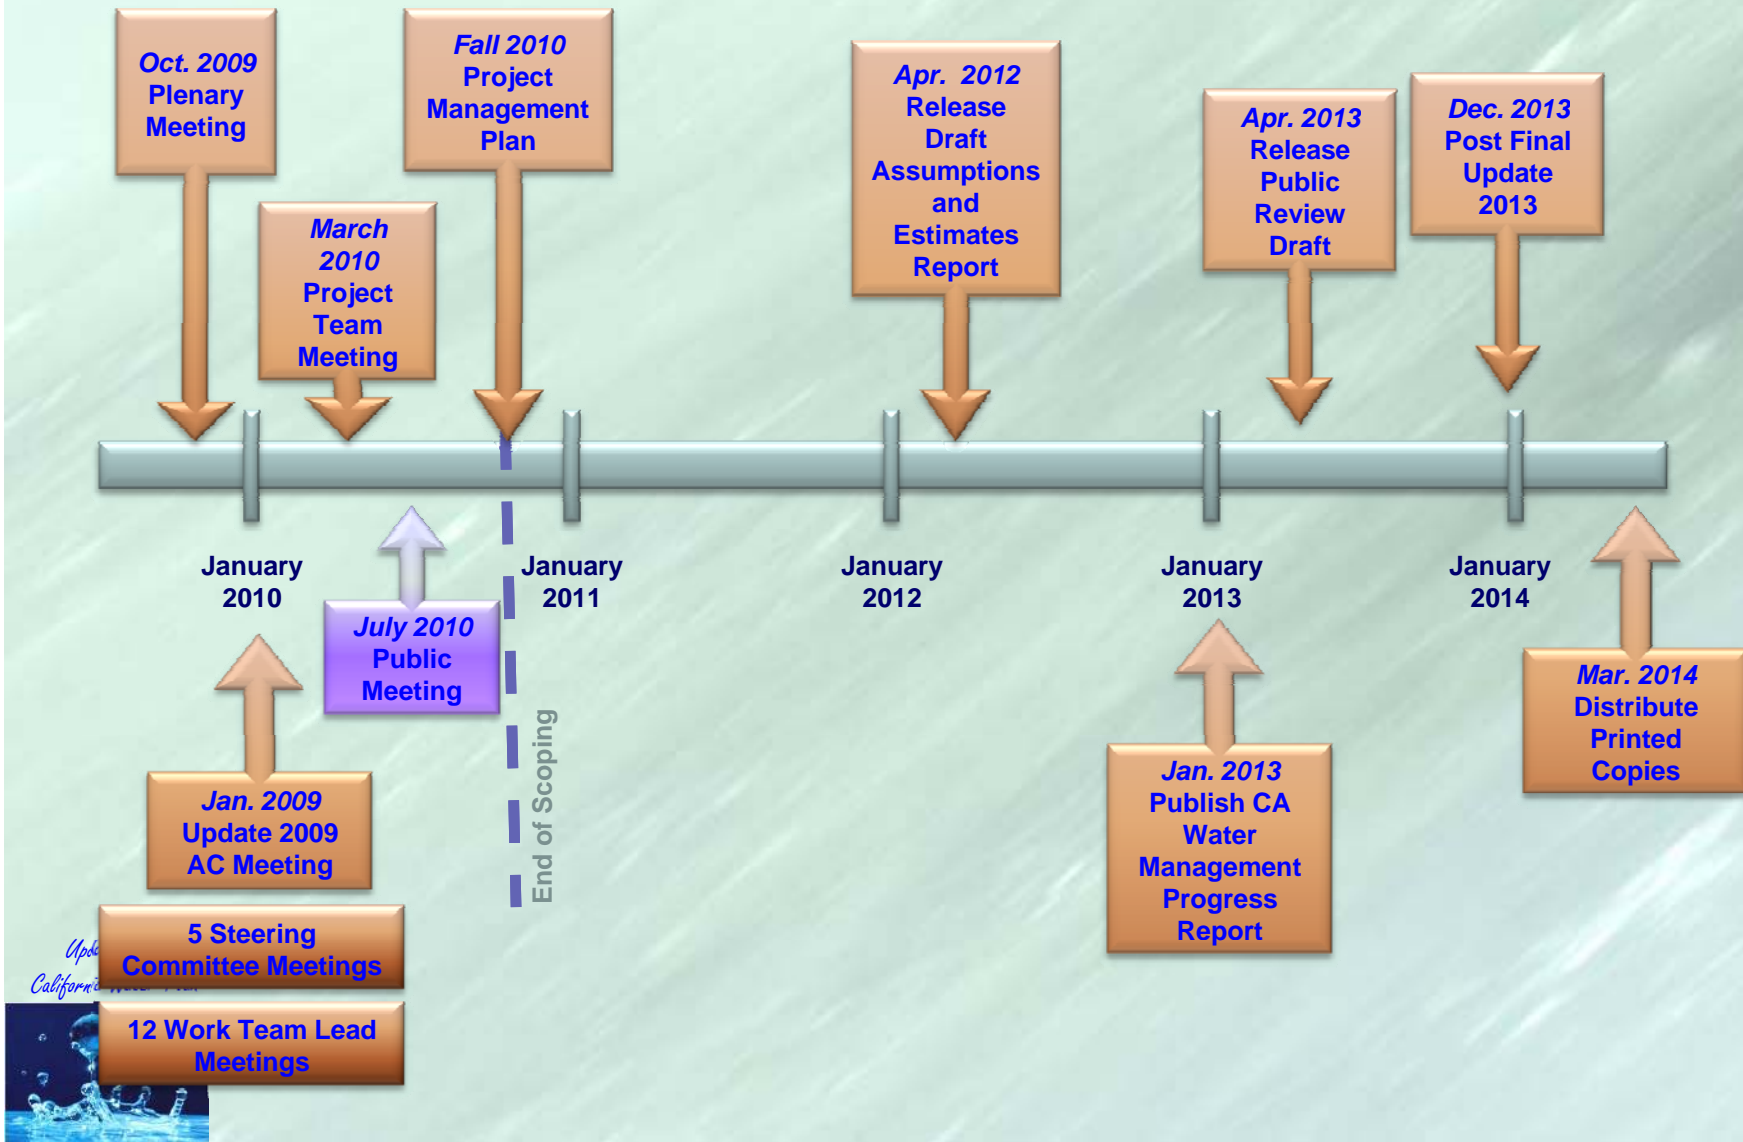 Oct. 2009
Plenary
Meeting
Fall 2010
Project
Management
Plan
March
2010
Project
Team
Meeting
Apr.  2012
Release
Draft
Assumptions
and
Estimates
Report
Apr. 2013
Release
Public
Review
Draft
Dec. 2013
Post Final
Update
2013
January
2010
January
2011
January
2012
January
2013
January
2014
July 2010
Public
Meeting
End of Scoping
Jan. 2009
Update 2009
AC Meeting
5 Steering
Committee Meetings
12 Work Team Lead
Meetings
Jan. 2013
Publish CA
Water
Management
Progress
Report
Mar. 2014
Distribute
Printed
Copies